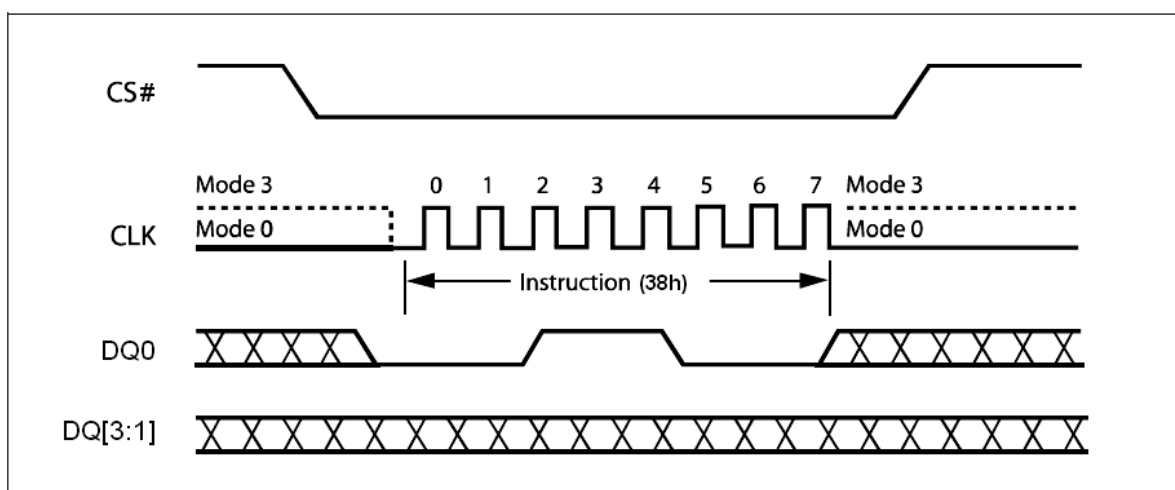 CS#
Mode 3 0 1 2 3 4 5 6 7 Mode 3
CLK Mode 0 Mode 0
Instruction (38h)
DQ0
DQ[3:1]